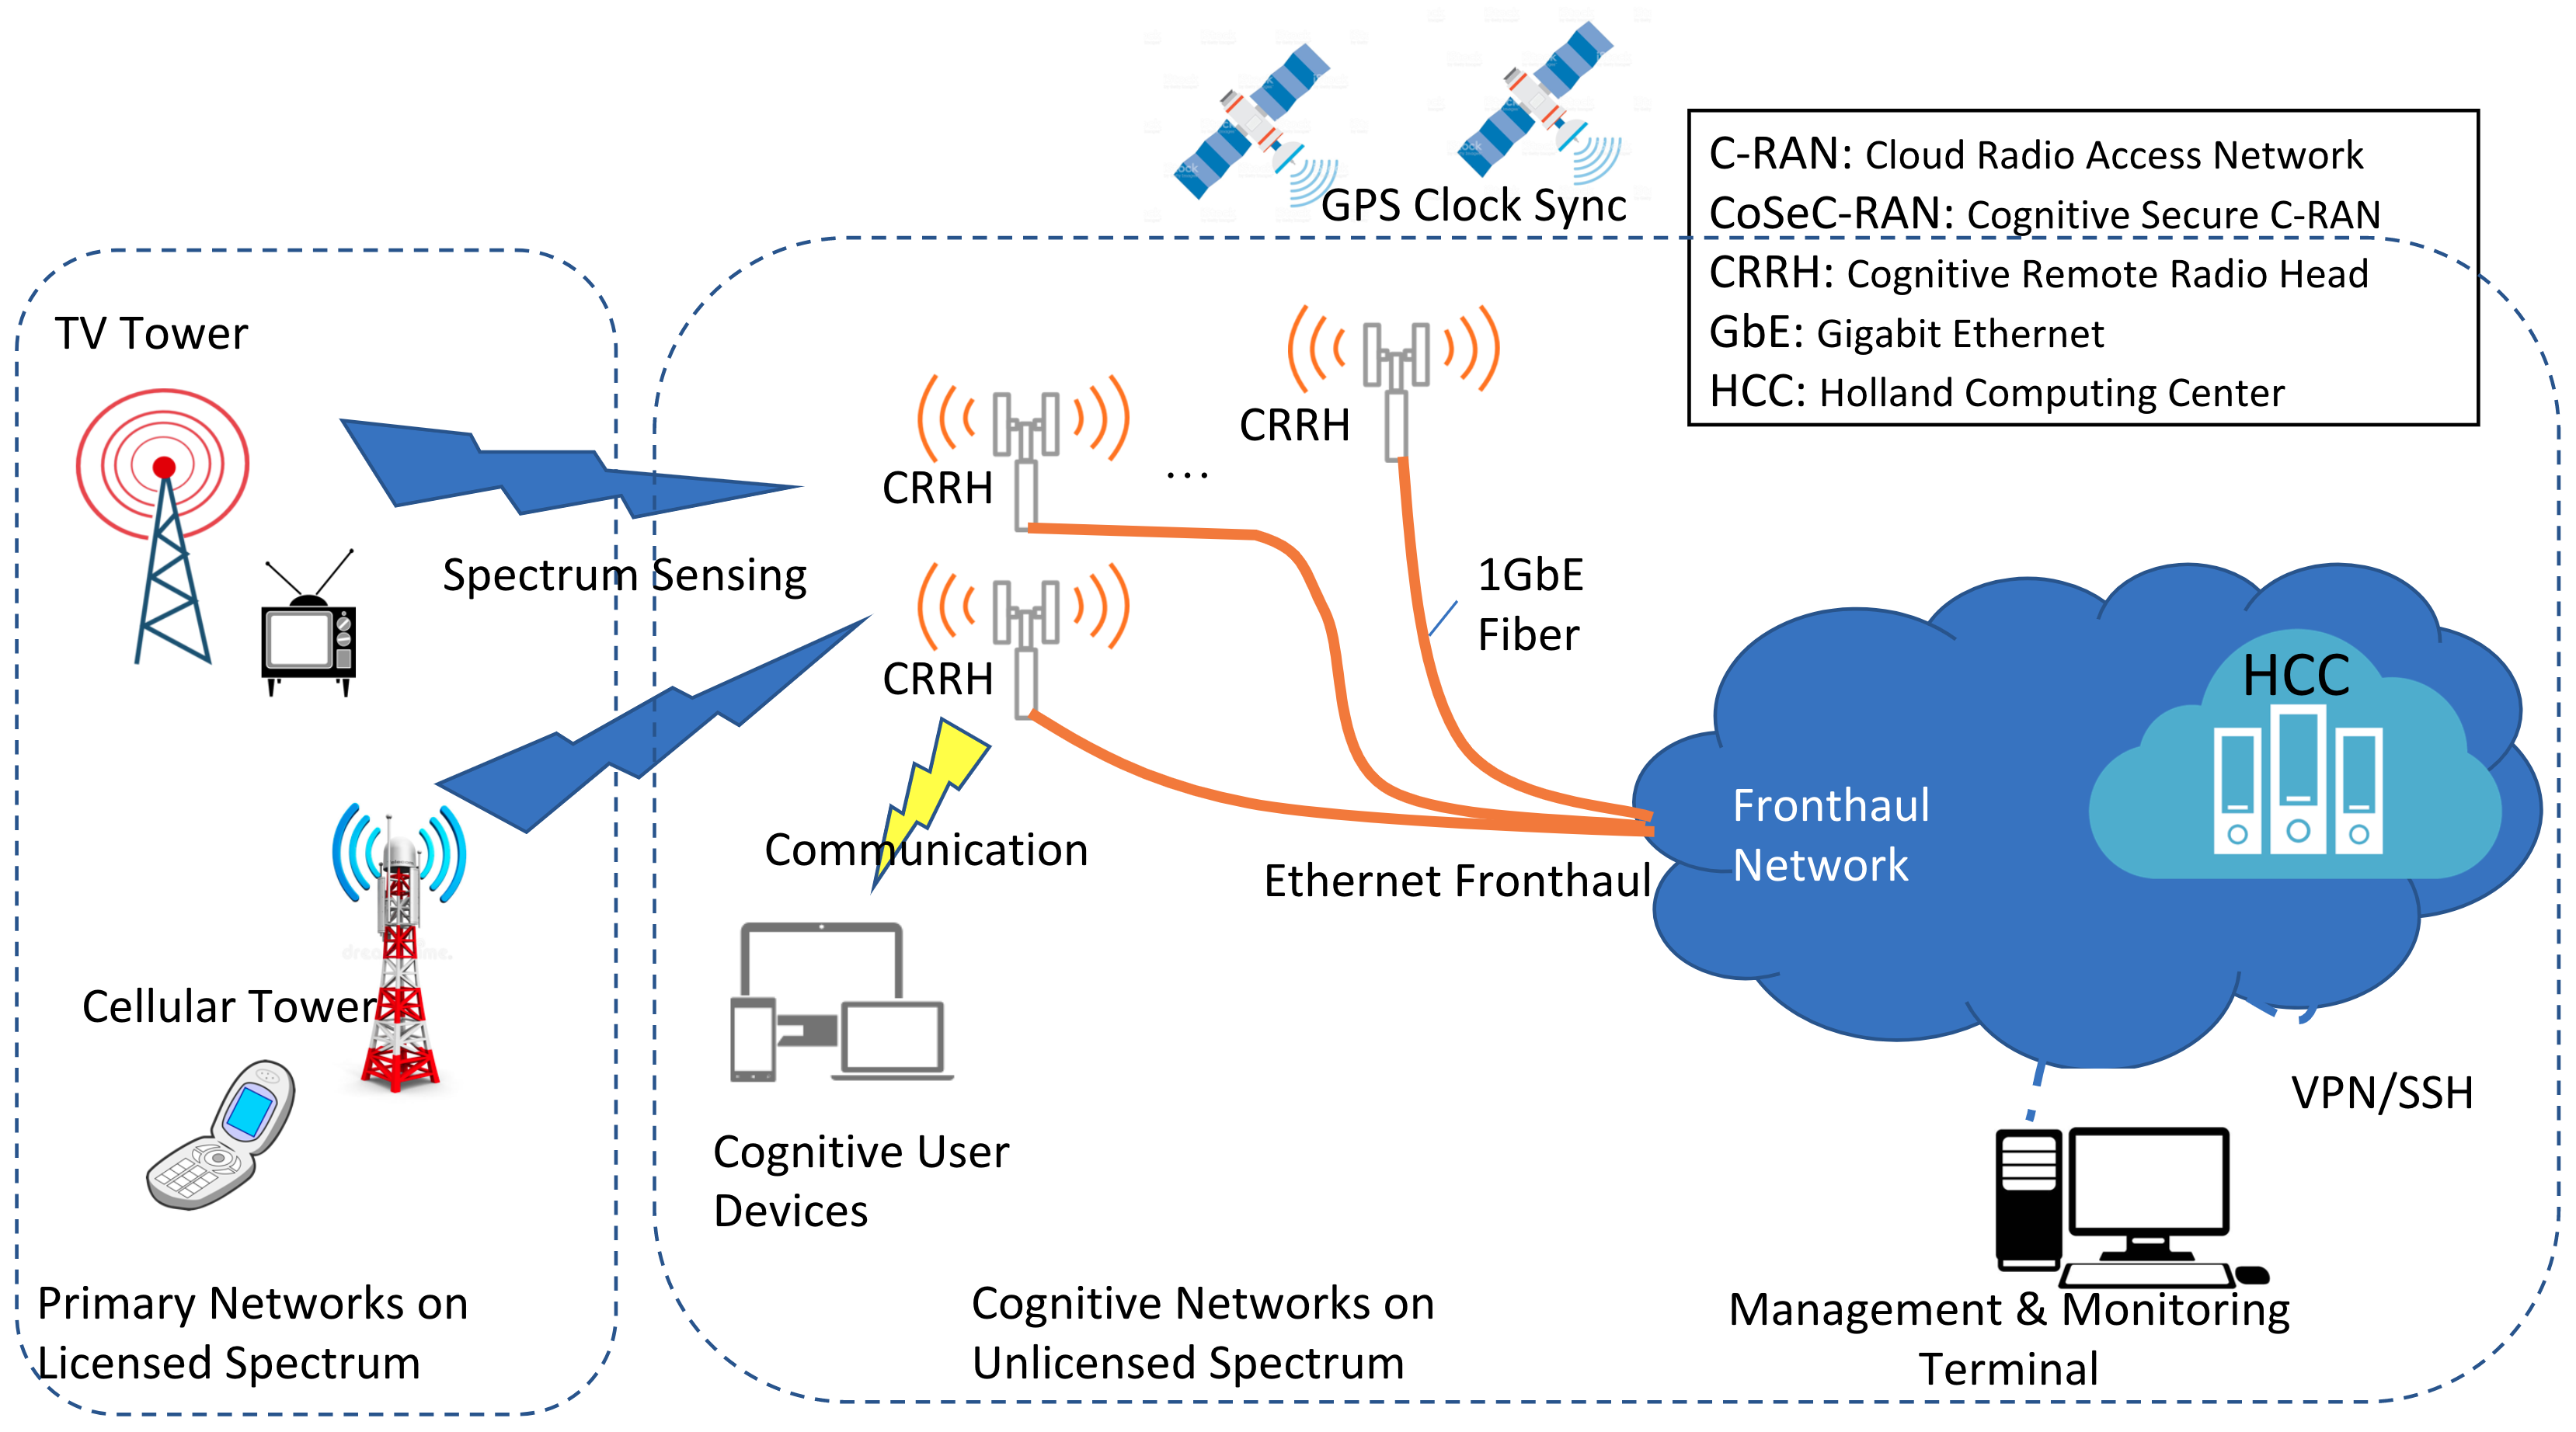 GPS Clock Sync
C-RAN: Cloud Radio Access Network
CoSeC-RAN: Cognitive Secure C-RAN
CRRH: Cognitive Remote Radio Head
GbE: Gigabit Ethernet
HCC: Holland Computing Center
TV Tower
CRRH
CRRH
...
Spectrum Sensing
1GbE
Fiber
CRRH
HCC
Fronthaul
Network
Communication
Ethernet Fronthaul
Cellular Tower
VPN/SSH
Cognitive User
Devices
Primary Networks on
Licensed Spectrum
Cognitive Networks on
Unlicensed Spectrum
Management & Monitoring
Terminal